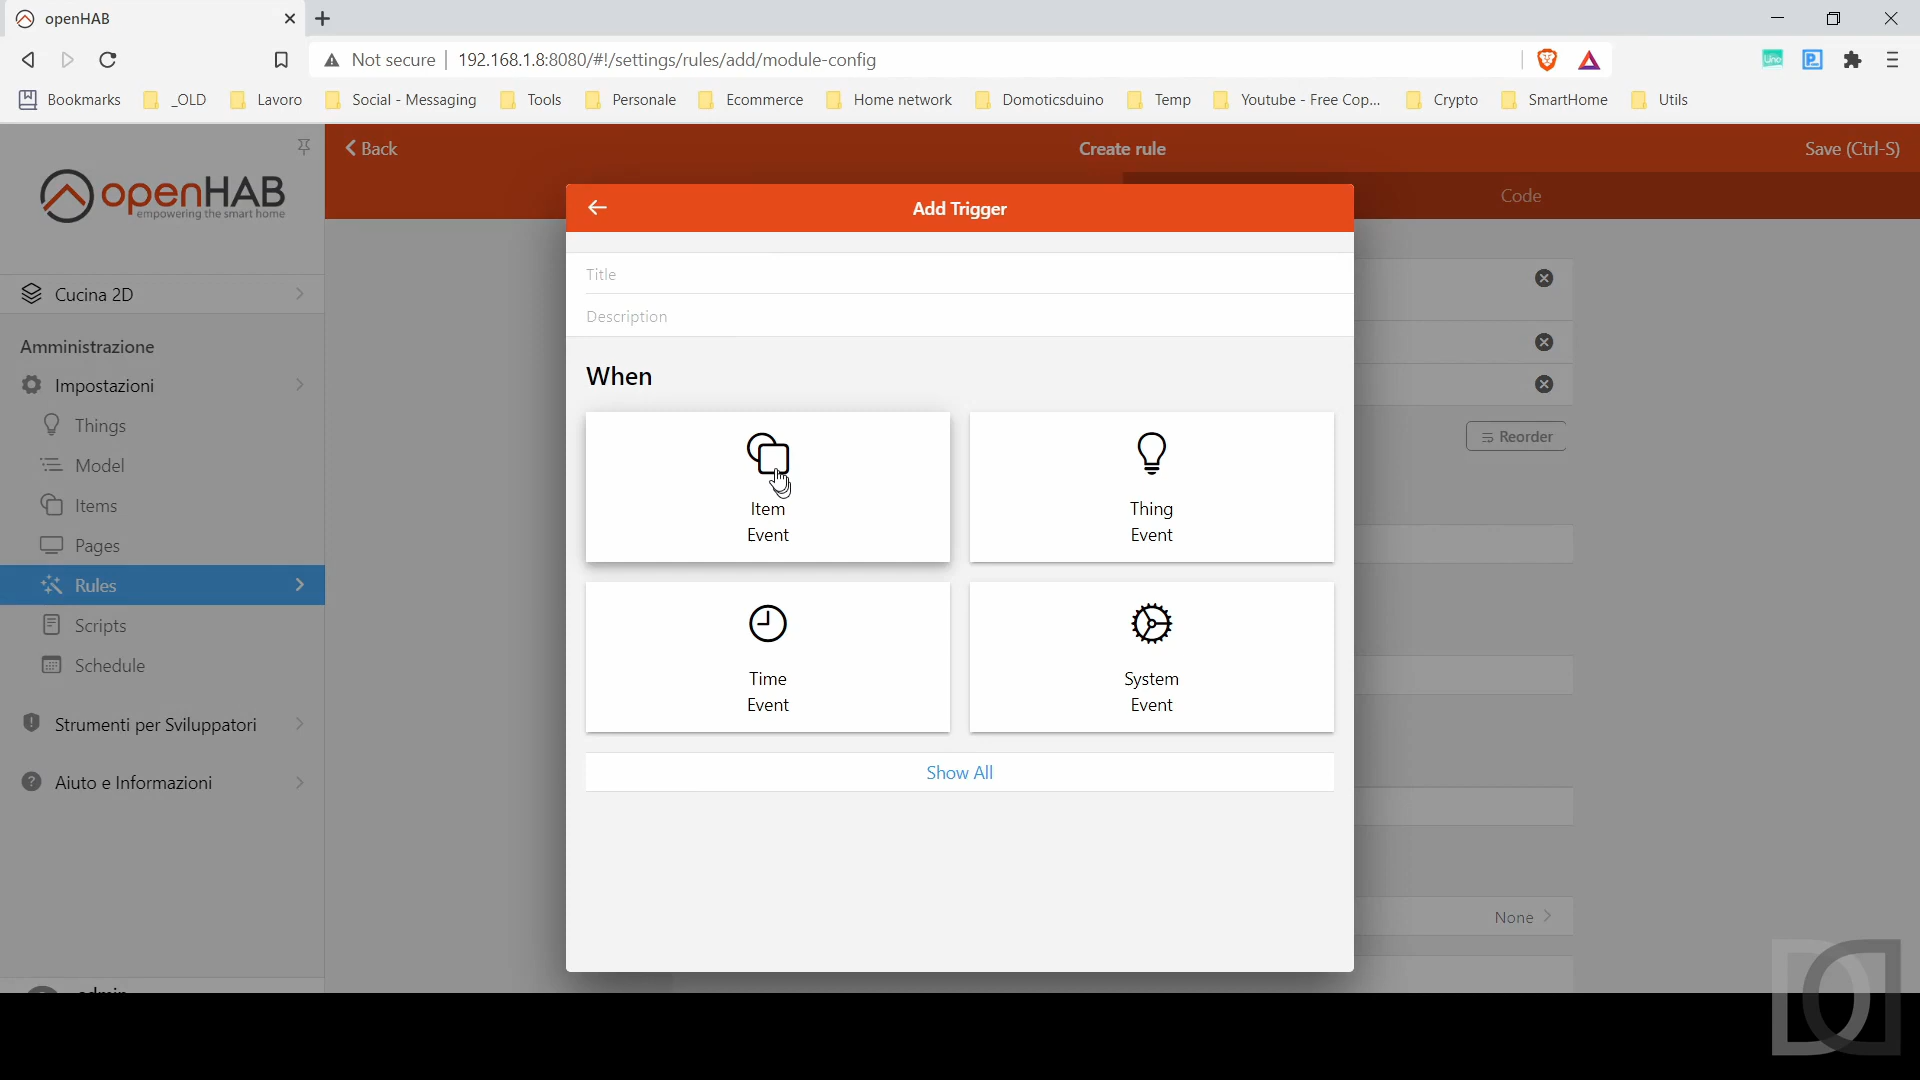 openHAB
Not secure
192.168.1.8:8080/#!/settings/rules/add/module-config
Uno
P
Bookmarks
_OLD
Lavoro
Social - Messaging
Tools
Personale
Ecommerce
Home network
Domoticsduino
Temp
Youtube - Free Cop...
Crypto
SmartHome
Utils
openHAB
empowering the smart home
Back
Create rule
Save (Ctrl-S)
Code
Cucina 2D
Amministrazione
Impostazioni
Things
Model
Items
Pages
Rules
Scripts
Schedule
Strumenti per Sviluppatori
Aiuto e Informazioni
Add Trigger
Title
Description
When
Item
Event
Thing
Event
Time
Event
System
Event
Show All
Reorder
None
admin